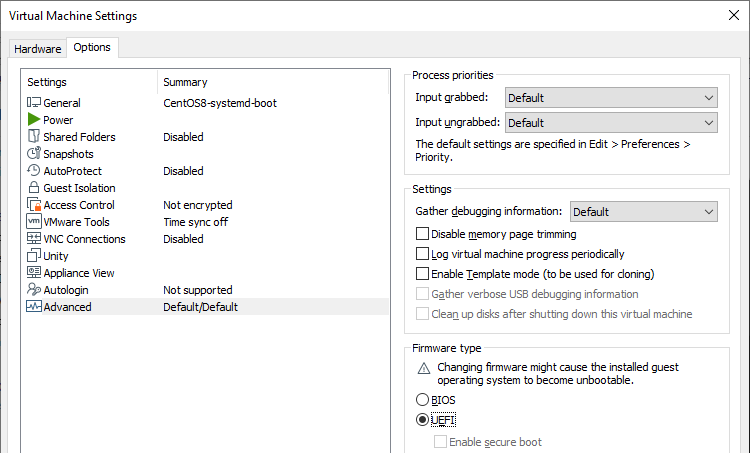 Virtual Machine Settings
Hardware Options
Settings Summary
General CentOS8-systemd-boot
Power
Shared Folders Disabled
Snapshots
AutoProtect Disabled
Guest Isolation
Access Control Not encrypted
vm VMware Tools Time sync off
VNC Connections Disabled
Unity
Appliance View
Autologin Not supported
Advanced Default/Default
Process priorities
Input grabbed: Default
Input ungrabbed: Default
The default settings are specified in Edit > Preferences >
Priority.
Settings
Gather debugging information: Default
Disable memory page trimming
Log virtual machine progress periodically
Enable Template mode (to be used for cloning)
Gather verbose USB debugging information
Clean up disks after shutting down this virtual machine
Firmware type
Changing firmware might cause the installed guest
operating system to become unbootable.
BIOS
UEFI
Enable secure boot